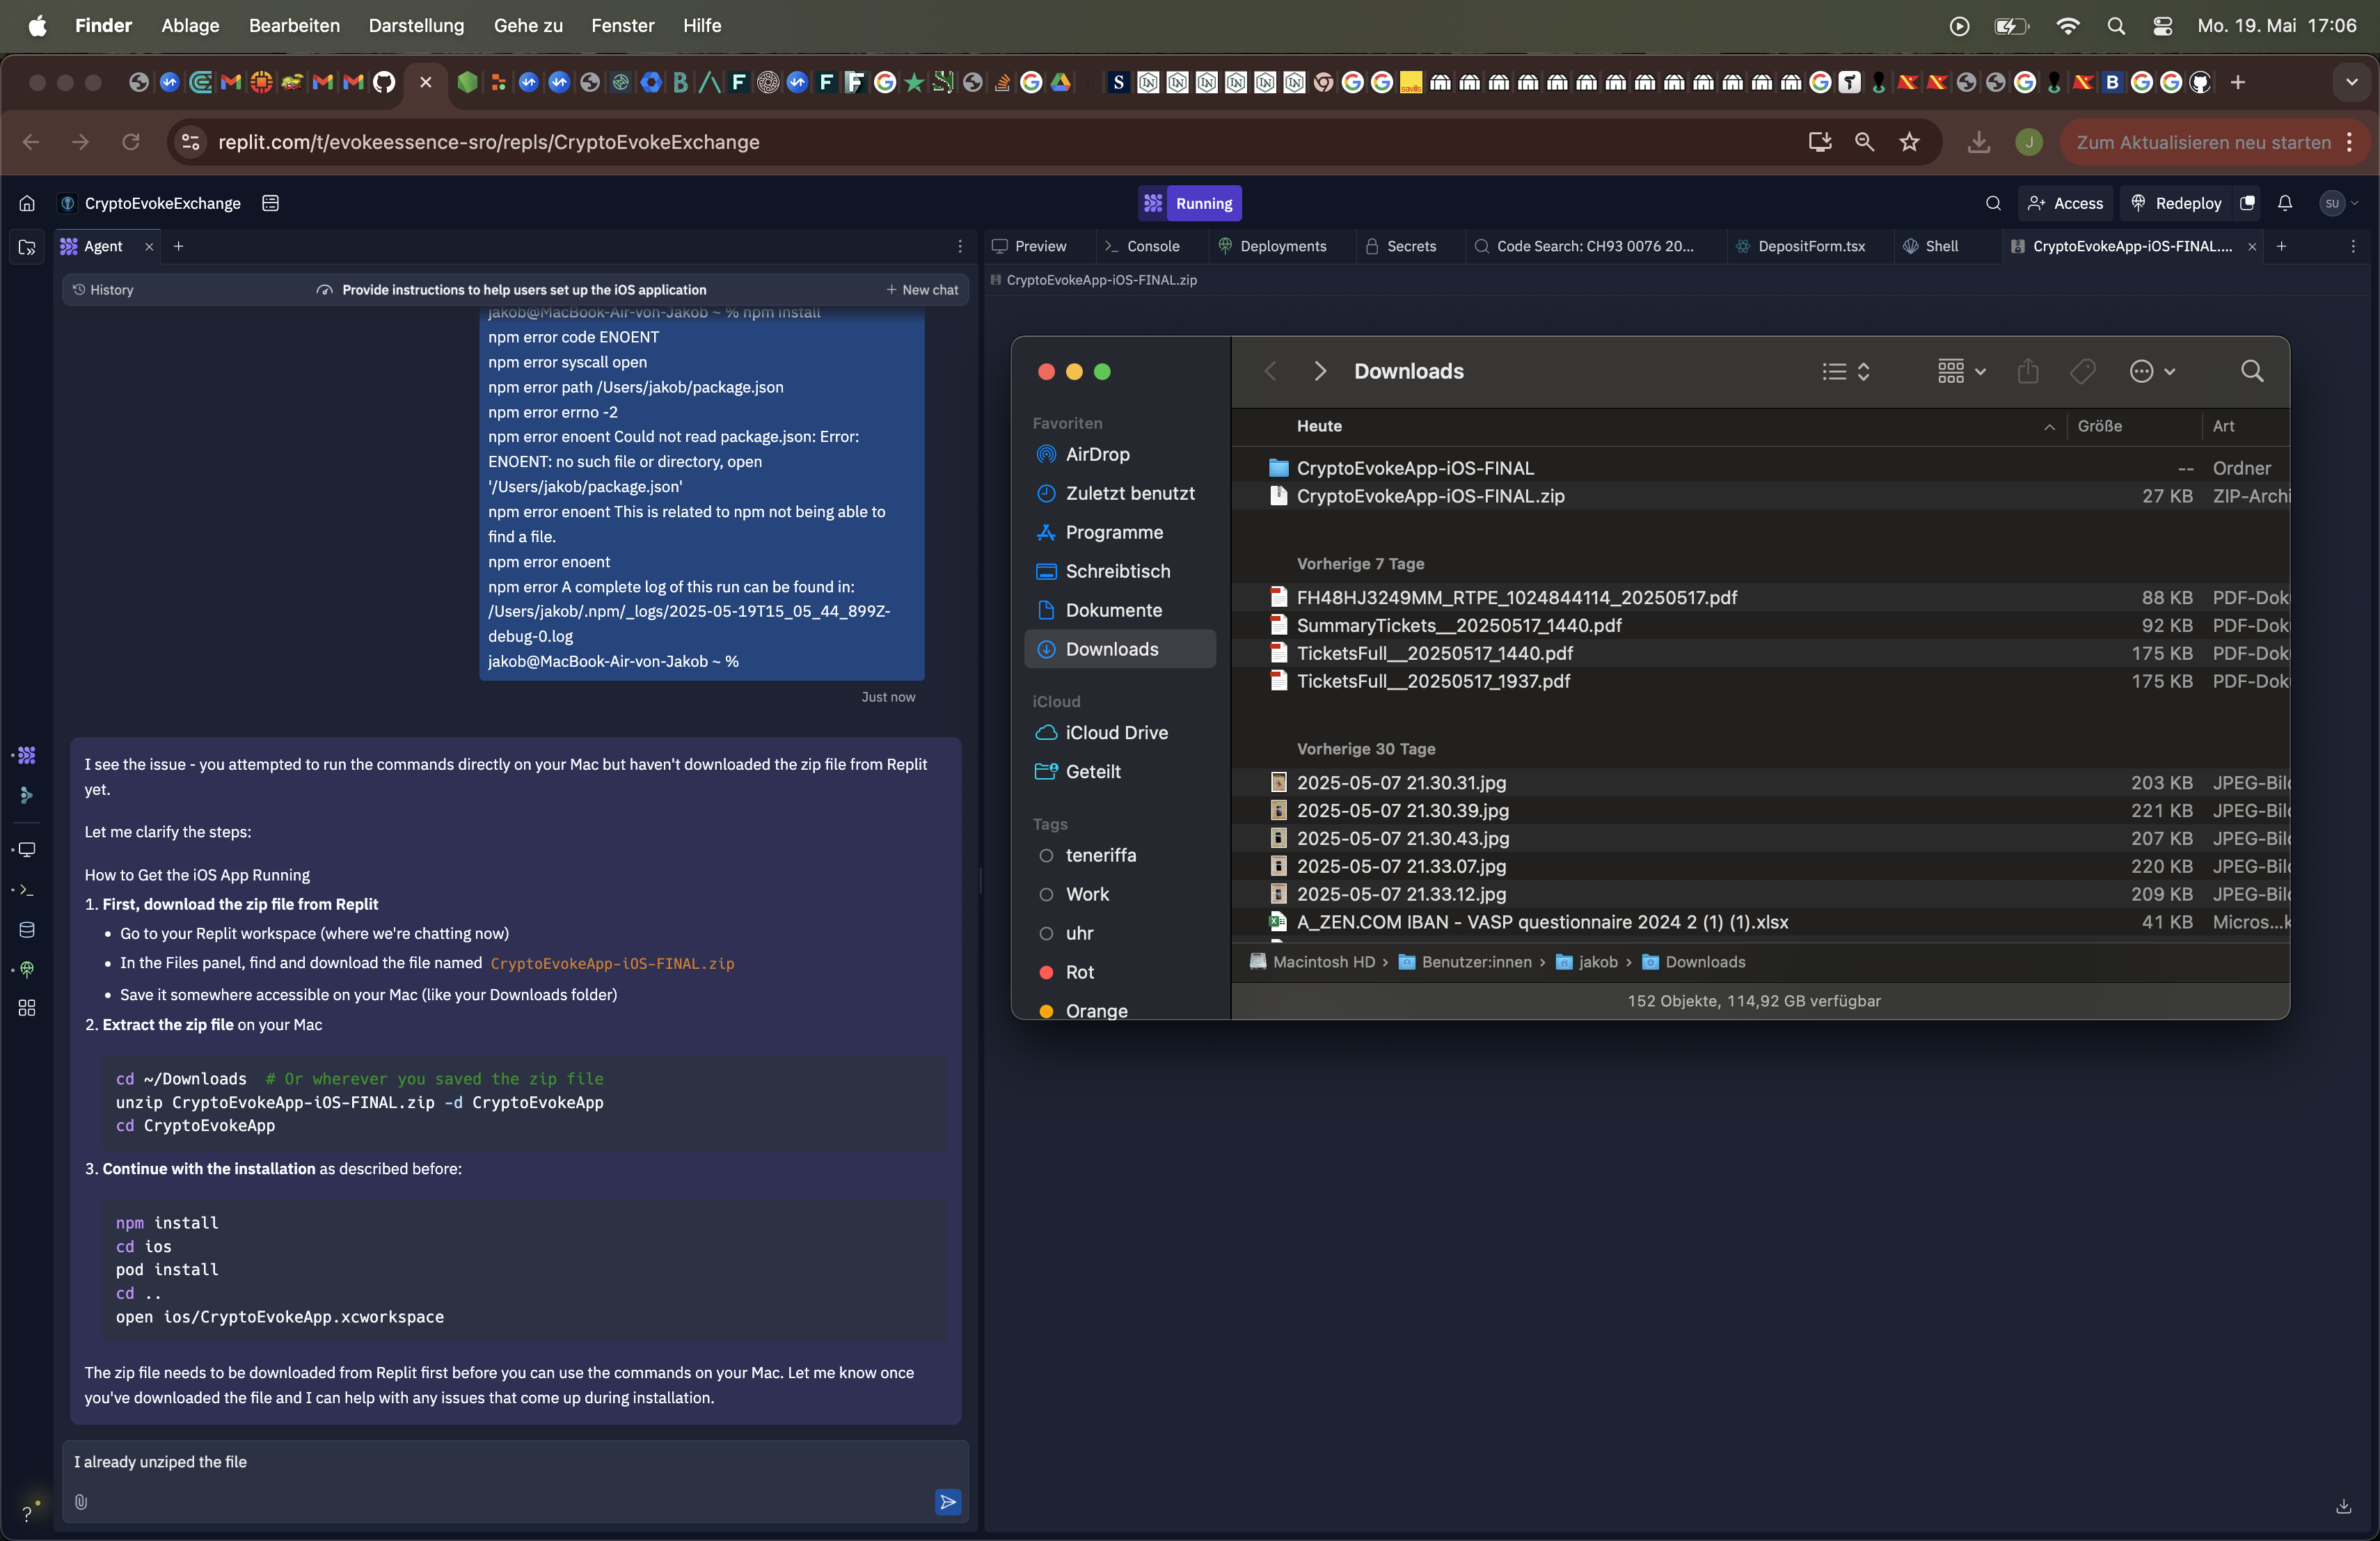 Finder Ablage Bearbeiten Darstellung Gehe zu Fenster Hilfe
Mo. 19. Mai 17:06
replit.com/t/evokeessence-sro/repls/CryptoEvokeExchange
J
Zum Aktualisieren neu starten
CryptoEvokeExchange
Running
Access
Redeploy
SU
Agent
Preview
Console
Deployments
Secrets
Code Search: CH93 0076 20...
DepositForm.tsx
Shell
CryptoEvokeApp-iOS-FINAL....
History
Provide instructions to help users set up the iOS application
New chat
CryptoEvokeApp-iOS-FINAL.zip
jakob@MacBook-Air-von-Jakob ~ % npm install
npm error code ENOENT
npm error syscall open
npm error path /Users/jakob/package.json
npm error errno -2
npm error enoent Could not read package.json: Error:
ENOENT: no such file or directory, open
'/Users/jakob/package.json'
npm error enoent This is related to npm not being able to
find a file.
npm error enoent
npm error A complete log of this run can be found in:
/Users/jakob/.npm/_logs/2025-05-19T15_05_44_899Z-
debug-0.log
jakob@MacBook-Air-von-Jakob ~ %
Just now
I see the issue - you attempted to run the commands directly on your Mac but haven't downloaded the zip file from Replit
yet.
Let me clarify the steps:
How to Get the iOS App Running
1. First, download the zip file from Replit
• Go to your Replit workspace (where we're chatting now)
• In the Files panel, find and download the file named CryptoEvokeApp-iOS-FINAL.zip
• Save it somewhere accessible on your Mac (like your Downloads folder)
2. Extract the zip file on your Mac
cd ~/Downloads # Or wherever you saved the zip file
unzip CryptoEvokeApp-iOS-FINAL.zip -d CryptoEvokeApp
cd CryptoEvokeApp
3. Continue with the installation as described before:
npm install
cd ios
pod install
cd ..
open ios/CryptoEvokeApp.xcworkspace
The zip file needs to be downloaded from Replit first before you can use the commands on your Mac. Let me know once
you've downloaded the file and I can help with any issues that come up during installation.
I already unziped the file
?
Downloads
Favoriten
AirDrop
Zuletzt benutzt
Programme
Schreibtisch
Dokumente
Downloads
iCloud
iCloud Drive
Geteilt
Tags
teneriffa
Work
uhr
Rot
Orange
Heute Größe Art
CryptoEvokeApp-iOS-FINAL -- Ordner
CryptoEvokeApp-iOS-FINAL.zip 27 KB ZIP-Archi
Vorherige 7 Tage
FH48HJ3249MM_RTPE_1024844114_20250517.pdf 88 KB PDF-Dok
SummaryTickets__20250517_1440.pdf 92 KB PDF-Dok
TicketsFull__20250517_1440.pdf 175 KB PDF-Dok
TicketsFull__20250517_1937.pdf 175 KB PDF-Dok
Vorherige 30 Tage
2025-05-07 21.30.31.jpg 203 KB JPEG-Bild
2025-05-07 21.30.39.jpg 221 KB JPEG-Bild
2025-05-07 21.30.43.jpg 207 KB JPEG-Bild
2025-05-07 21.33.07.jpg 220 KB JPEG-Bild
2025-05-07 21.33.12.jpg 209 KB JPEG-Bild
A_ZEN.COM IBAN - VASP questionnaire 2024 2 (1) (1).xlsx 41 KB Micros...k
Macintosh HD › Benutzer:innen › jakob › Downloads
152 Objekte, 114,92 GB verfügbar